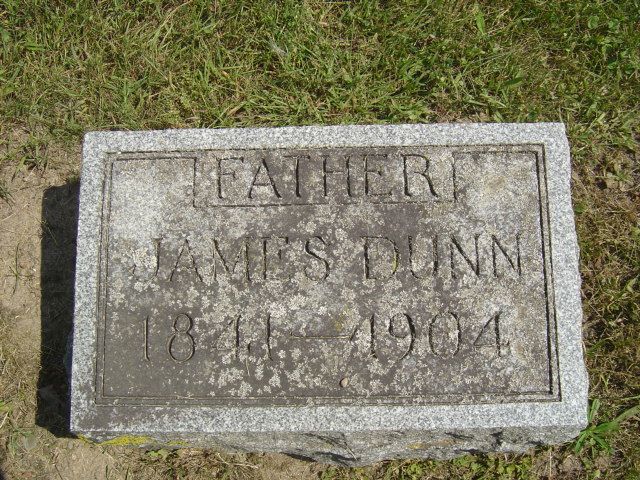 FATHER
JAMES DUNN
1841-1904